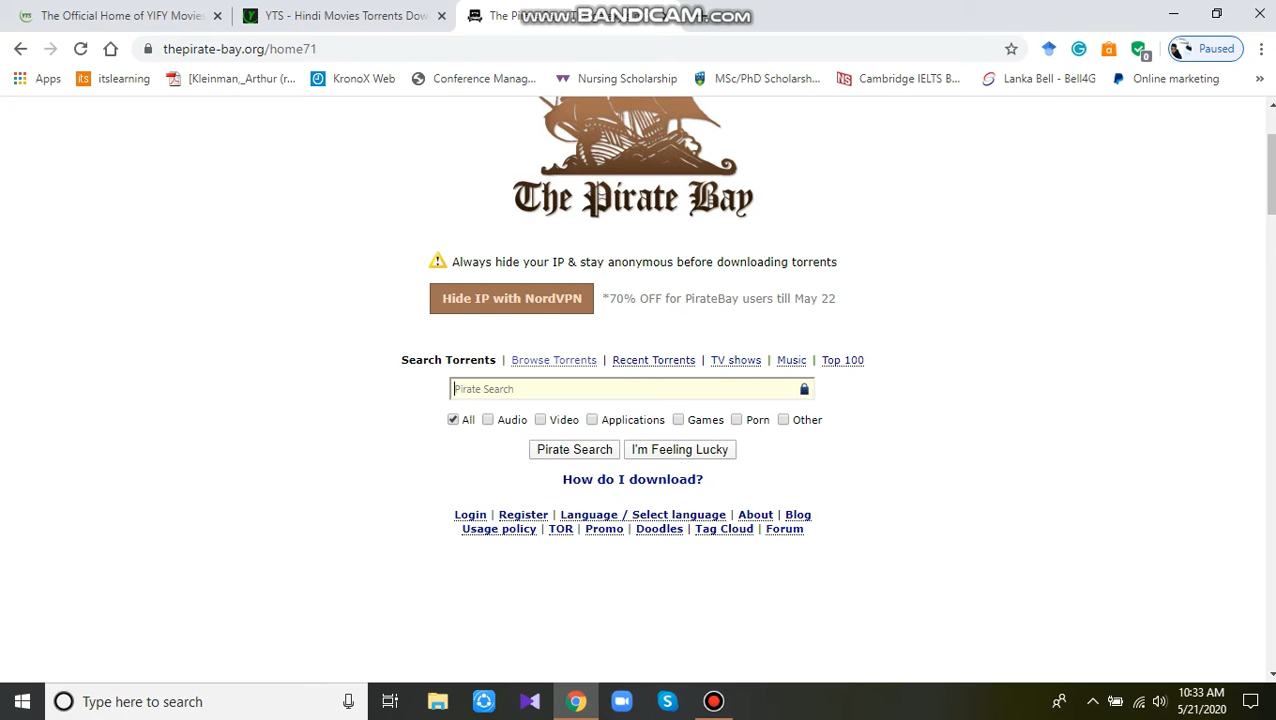 The Official Home of YIFY Movies
YTS - Hindi Movies Torrents Dow
The Pi
www.BANDICAM.com
thepirate-bay.org/home71
Paused
Apps
itslearning
[Kleinman,_Arthur (r...
KronoX Web
Conference Manag...
Nursing Scholarship
MSc/PhD Scholarsh...
Cambridge IELTS B...
Lanka Bell - Bell4G
Online marketing
»
The Pirate Bay
Always hide your IP & stay anonymous before downloading torrents
Hide IP with NordVPN *70% OFF for PirateBay users till May 22
Search Torrents | Browse Torrents | Recent Torrents | TV shows | Music | Top 100
Pirate Search
All Audio Video Applications Games Porn Other
Pirate Search I'm Feeling Lucky
How do I download?
Login | Register | Language / Select language | About | Blog
Usage policy | TOR | Promo | Doodles | Tag Cloud | Forum
Type here to search
10:33 AM
5/21/2020